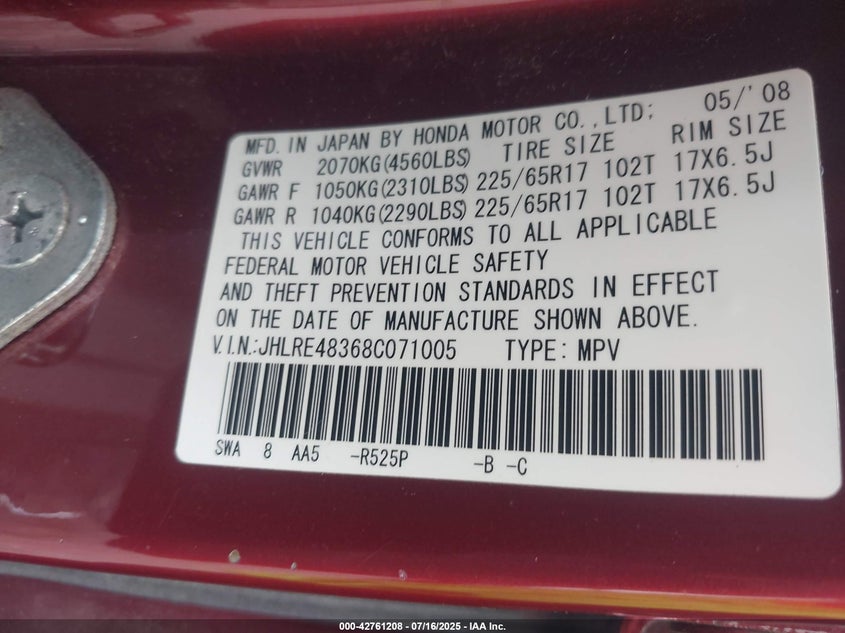 MFD. IN JAPAN BY HONDA MOTOR CO.,LTD; 05/'08
GVWR 2070KG(4560LBS) TIRE SIZE RIM SIZE
GAWR F 1050KG(2310LBS) 225/65R17 102T 17X6.5J
GAWR R 1040KG(2290LBS) 225/65R17 102T 17X6.5J
THIS VEHICLE CONFORMS TO ALL APPLICABLE
FEDERAL MOTOR VEHICLE SAFETY
AND THEFT PREVENTION STANDARDS IN EFFECT
ON THE DATE OF MANUFACTURE SHOWN ABOVE.
V.I.N.:JHLRE48368C071005 TYPE: MPV
SWA 8 AA5 -R525P -B -C
000-42761208 - 07/16/2025 - IAA Inc.